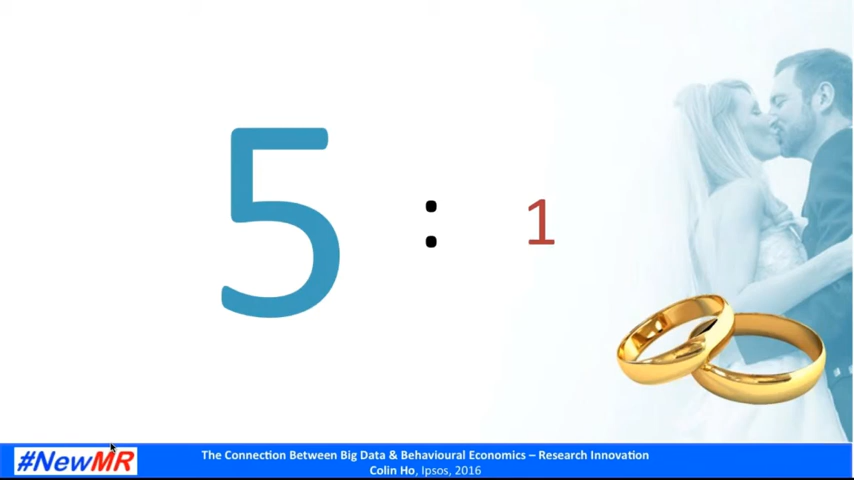 5 : 1
#NewMR
The Connection Between Big Data & Behavioural Economics – Research Innovation
Colin Ho, Ipsos, 2016